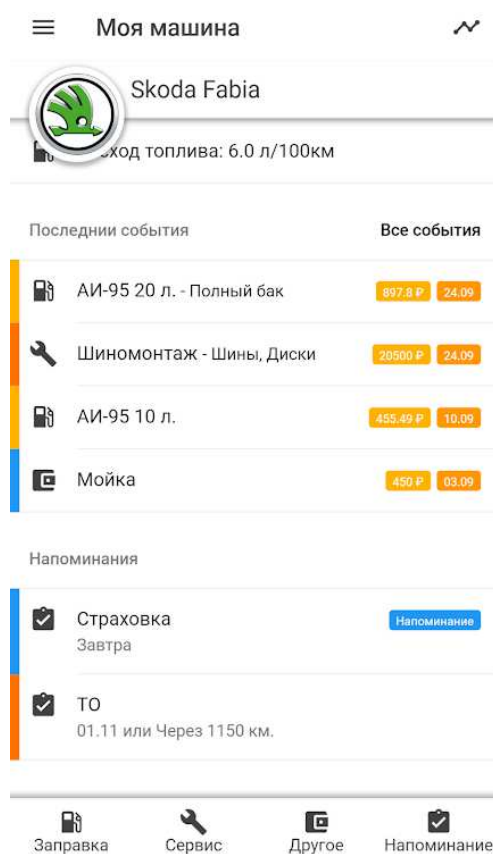 Моя машина
Skoda Fabia
ход топлива: 6.0 л/100км
Последнии события Все события
АИ-95 20 л. - Полный бак 897.8 ₽ 24.09
Шиномонтаж - Шины, Диски 20500 ₽ 24.09
АИ-95 10 л. 455.49 ₽ 10.09
Мойка 450 ₽ 03.09
Напоминания
Страховка Напоминание
Завтра
ТО
01.11 или Через 1150 км.
Заправка Сервис Другое Напоминание